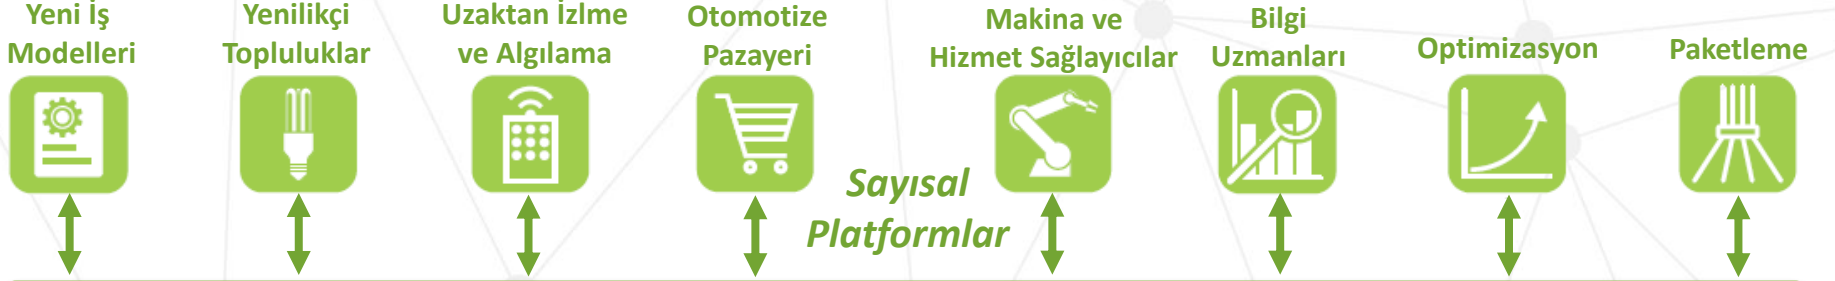 Yeni İş
Modelleri
Yenilikçi
Topluluklar
Uzaktan İzlme
ve Algılama
Otomotize
Pazayeri
Makina ve
Hizmet Sağlayıcılar
Bilgi
Uzmanları
Optimizasyon
Paketleme
Sayısal
Platformlar